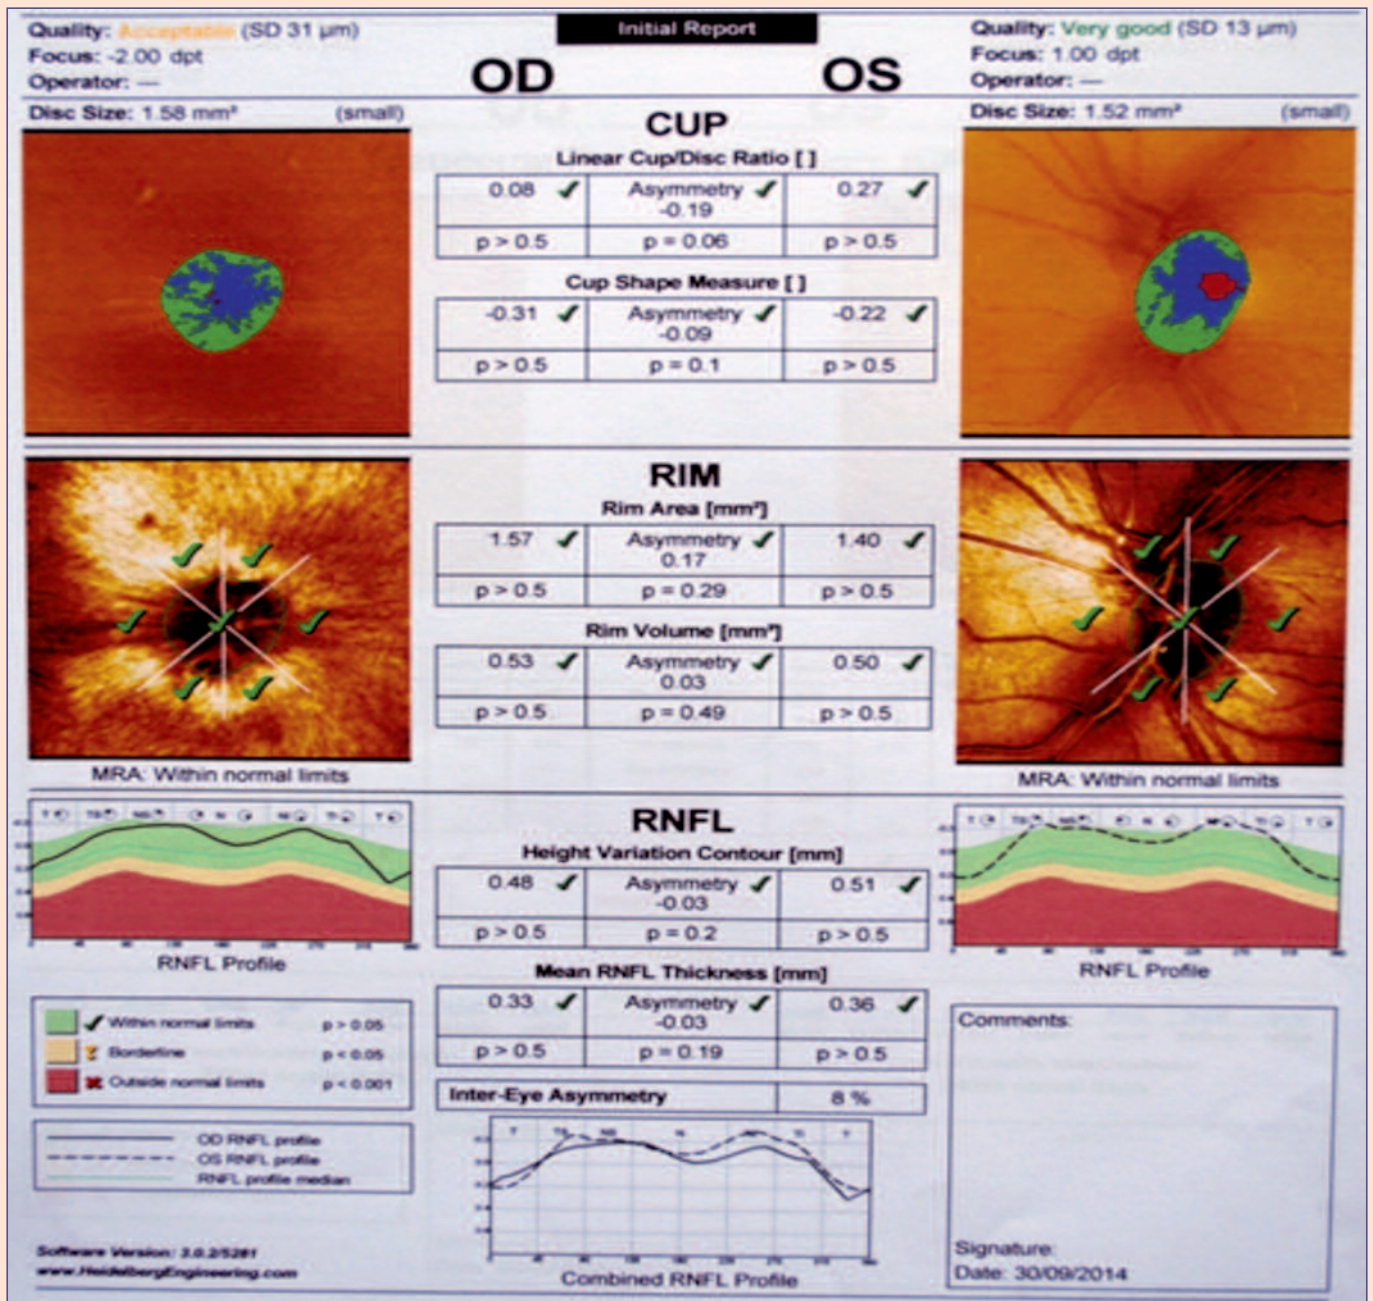 Initial Report
Quality: Acceptable (SD 31 µm)
Focus: -2.00 dpt
Operator: —
OD
OS
Quality: Very good (SD 13 µm)
Focus: 1.00 dpt
Operator: —
Disc Size: 1.58 mm² (small)
Disc Size: 1.52 mm² (small)
CUP
Linear Cup/Disc Ratio [ ]
0.08 ✓ Asymmetry ✓ 0.27 ✓
-0.19
p > 0.5 p = 0.06 p > 0.5
Cup Shape Measure [ ]
-0.31 ✓ Asymmetry ✓ -0.22 ✓
-0.09
p > 0.5 p = 0.1 p > 0.5
RIM
Rim Area [mm²]
1.57 ✓ Asymmetry ✓ 1.40 ✓
0.17
p > 0.5 p = 0.29 p > 0.5
Rim Volume [mm³]
0.53 ✓ Asymmetry ✓ 0.50 ✓
0.03
p > 0.5 p = 0.49 p > 0.5
MRA: Within normal limits
MRA: Within normal limits
RNFL
Height Variation Contour [mm]
0.48 ✓ Asymmetry ✓ 0.51 ✓
-0.03
p > 0.5 p = 0.2 p > 0.5
RNFL Profile
RNFL Profile
Mean RNFL Thickness [mm]
0.33 ✓ Asymmetry ✓ 0.36 ✓
-0.03
p > 0.5 p = 0.19 p > 0.5
Inter-Eye Asymmetry 8 %
Within normal limits p > 0.05
Borderline p < 0.05
Outside normal limits p < 0.001
OD RNFL profile
OS RNFL profile
RNFL profile median
Combined RNFL Profile
Software Version: 3.0.2/5281
www.HeidelbergEngineering.com
Comments:
Signature:
Date: 30/09/2014